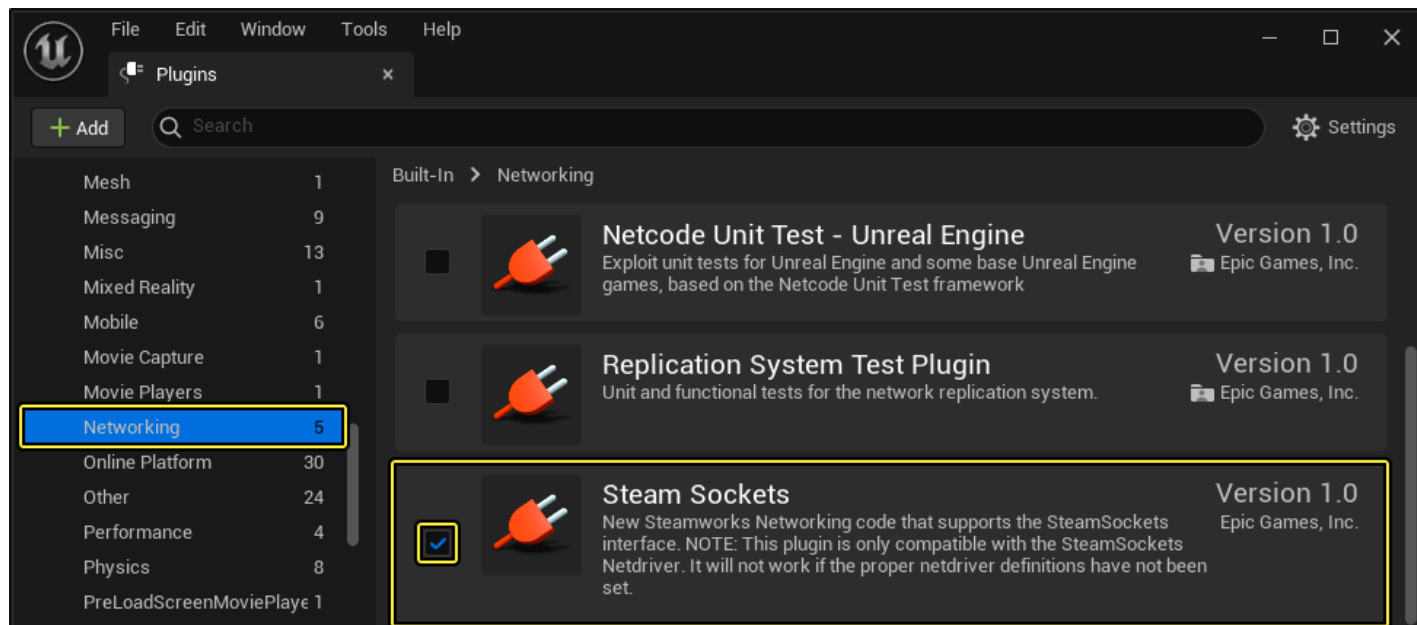 File Edit Window Tools Help
Plugins
Add
Search
Settings
Mesh 1
Messaging 9
Misc 13
Mixed Reality 1
Mobile 6
Movie Capture 1
Movie Players 1
Networking 5
Online Platform 30
Other 24
Performance 4
Physics 8
PreLoadScreenMoviePlaye 1
Built-In > Networking
Netcode Unit Test - Unreal Engine
Exploit unit tests for Unreal Engine and some base Unreal Engine
games, based on the Netcode Unit Test framework
Version 1.0
Epic Games, Inc.
Replication System Test Plugin
Unit and functional tests for the network replication system.
Version 1.0
Epic Games, Inc.
Steam Sockets
New Steamworks Networking code that supports the SteamSockets
interface. NOTE: This plugin is only compatible with the SteamSockets
Netdriver. It will not work if the proper netdriver definitions have not been
set.
Version 1.0
Epic Games, Inc.